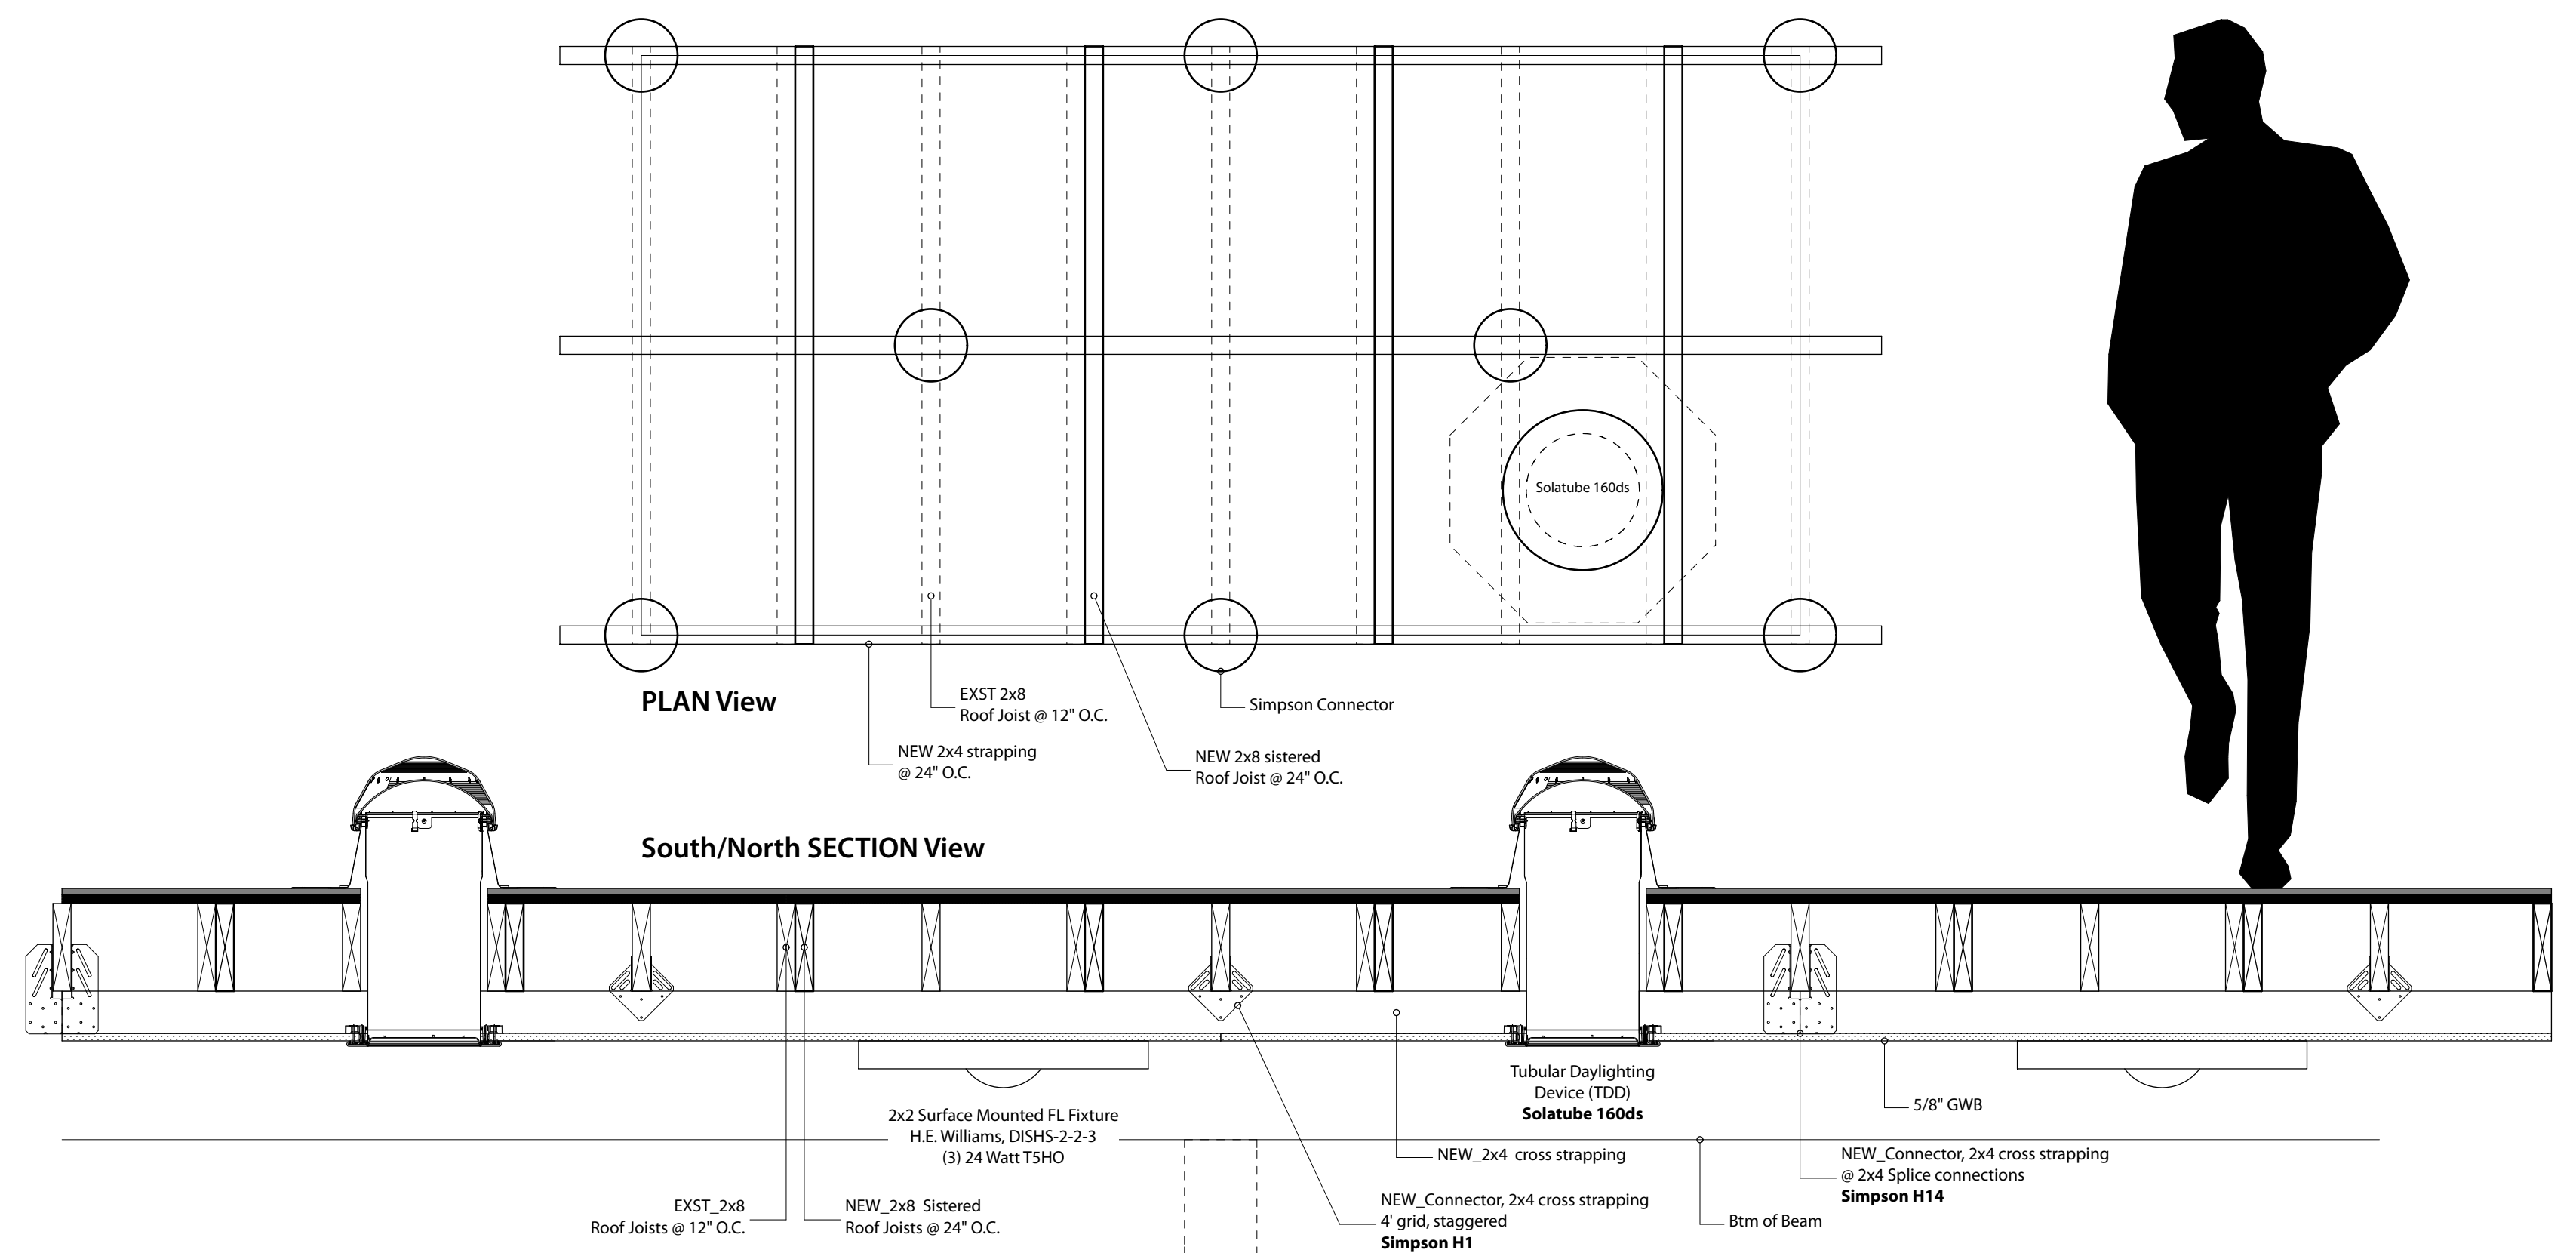 Solatube 160ds
PLAN View
EXST 2x8
Roof Joist @ 12" O.C.
Simpson Connector
NEW 2x4 strapping
@ 24" O.C.
NEW 2x8 sistered
Roof Joist @ 24" O.C.
South/North SECTION View
Tubular Daylighting
Device (TDD)
Solatube 160ds
5/8" GWB
2x2 Surface Mounted FL Fixture
H.E. Williams, DISHS-2-2-3
(3) 24 Watt T5HO
NEW_2x4 cross strapping
NEW_Connector, 2x4 cross strapping
@ 2x4 Splice connections
Simpson H14
EXST_2x8
Roof Joists @ 12" O.C.
NEW_2x8 Sistered
Roof Joists @ 24" O.C.
NEW_Connector, 2x4 cross strapping
4' grid, staggered
Simpson H1
Btm of Beam